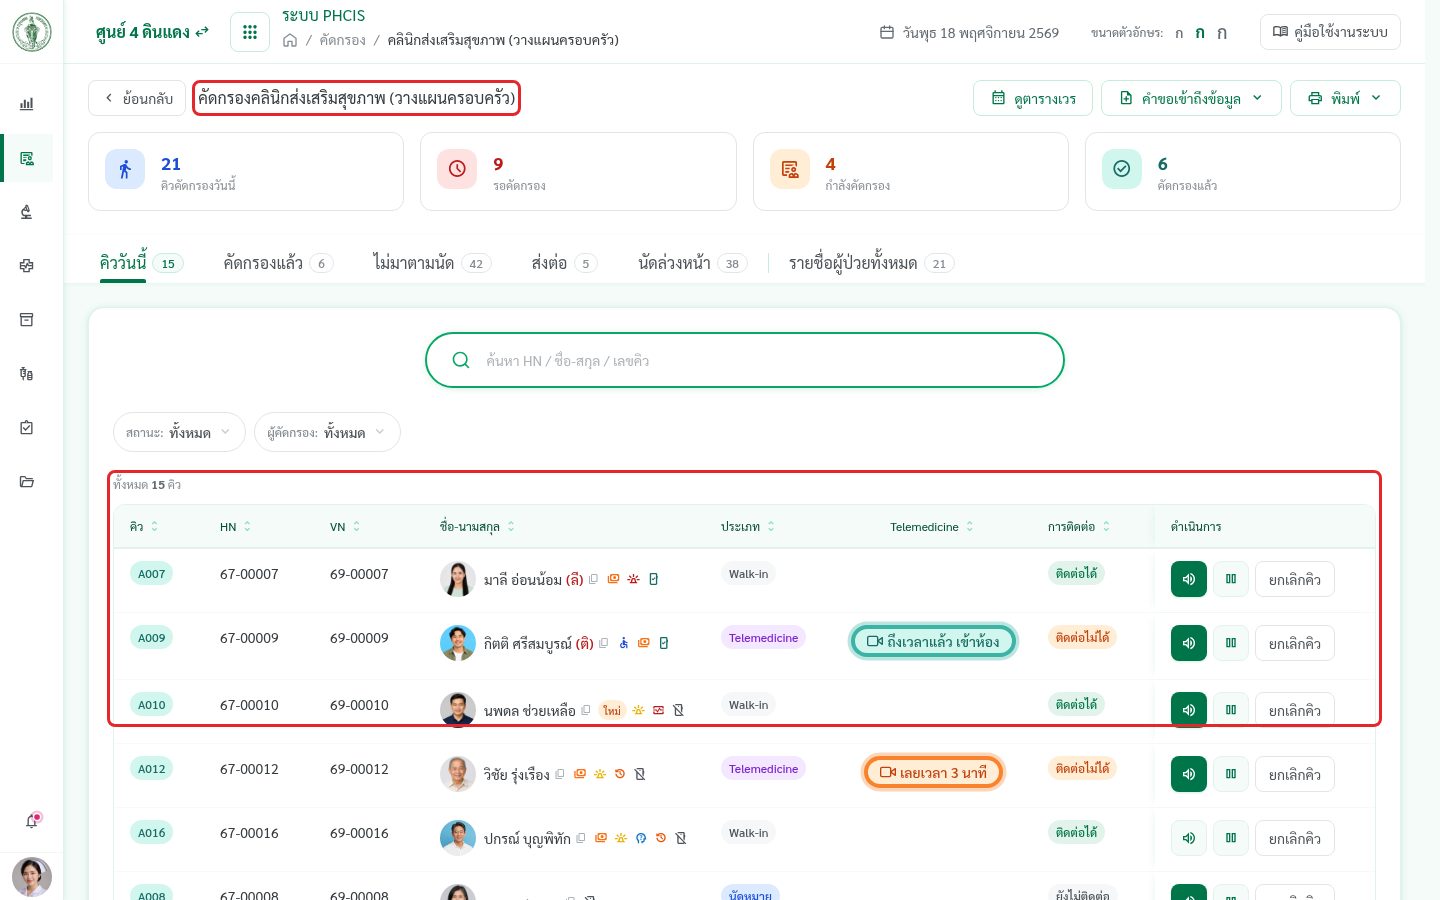 ศูนย์ 4 ดินแดง
ระบบ PHCIS
/ คัดกรอง / คลินิกส่งเสริมสุขภาพ (วางแผนครอบครัว)
วันพุธ 18 พฤศจิกายน 2569
ขนาดตัวอักษร: ก ก ก
คู่มือใช้งานระบบ
ย้อนกลับ
คัดกรองคลินิกส่งเสริมสุขภาพ (วางแผนครอบครัว)
ดูตารางเวร
คำขอเข้าถึงข้อมูล
พิมพ์
21
คิวคัดกรองวันนี้
9
รอคัดกรอง
4
กำลังคัดกรอง
6
คัดกรองแล้ว
คิววันนี้ 15
คัดกรองแล้ว 6
ไม่มาตามนัด 42
ส่งต่อ 5
นัดล่วงหน้า 38
รายชื่อผู้ป่วยทั้งหมด 21
ค้นหา HN / ชื่อ-สกุล / เลขคิว
สถานะ: ทั้งหมด
ผู้คัดกรอง: ทั้งหมด
ทั้งหมด 15 คิว
คิว HN VN ชื่อ-นามสกุล ประเภท Telemedicine การติดต่อ ดำเนินการ
A007 67-00007 69-00007 มาลี อ่อนน้อม (ลี) Walk-in ติดต่อได้ ยกเลิกคิว
A009 67-00009 69-00009 กิตติ ศรีสมบูรณ์ (ติ) Telemedicine ถึงเวลาแล้ว เข้าห้อง ติดต่อไม่ได้ ยกเลิกคิว
A010 67-00010 69-00010 นพดล ช่วยเหลือ ใหม่ Walk-in ติดต่อได้ ยกเลิกคิว
A012 67-00012 69-00012 วิชัย รุ่งเรือง Telemedicine เลยเวลา 3 นาที ติดต่อไม่ได้ ยกเลิกคิว
A016 67-00016 69-00016 ปกรณ์ บุญพิทัก Walk-in ติดต่อได้ ยกเลิกคิว
A008 67-00008 69-00008 นัดหมาย ยังไม่ติดต่อ